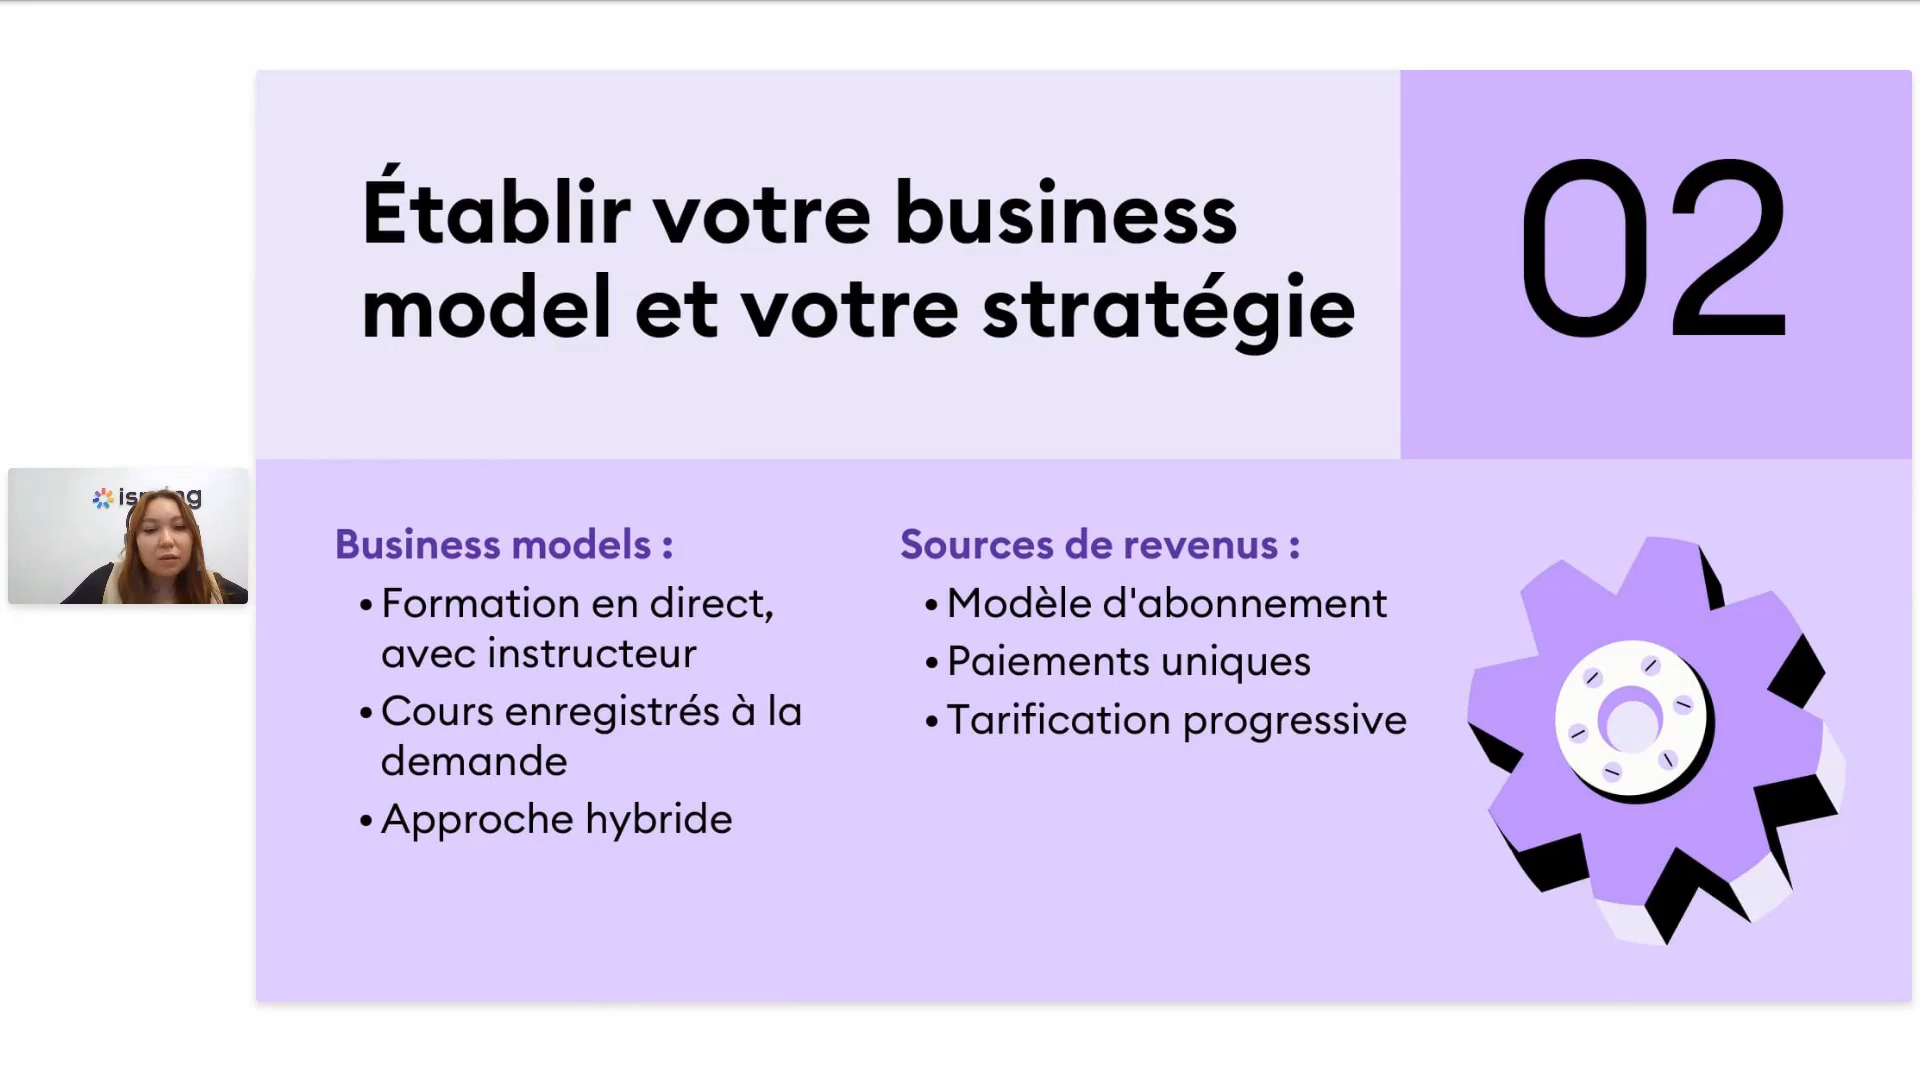 Établir votre business
model et votre stratégie
02
Business models :
• Formation en direct,
avec instructeur
• Cours enregistrés à la
demande
• Approche hybride
Sources de revenus :
• Modèle d'abonnement
• Paiements uniques
• Tarification progressive